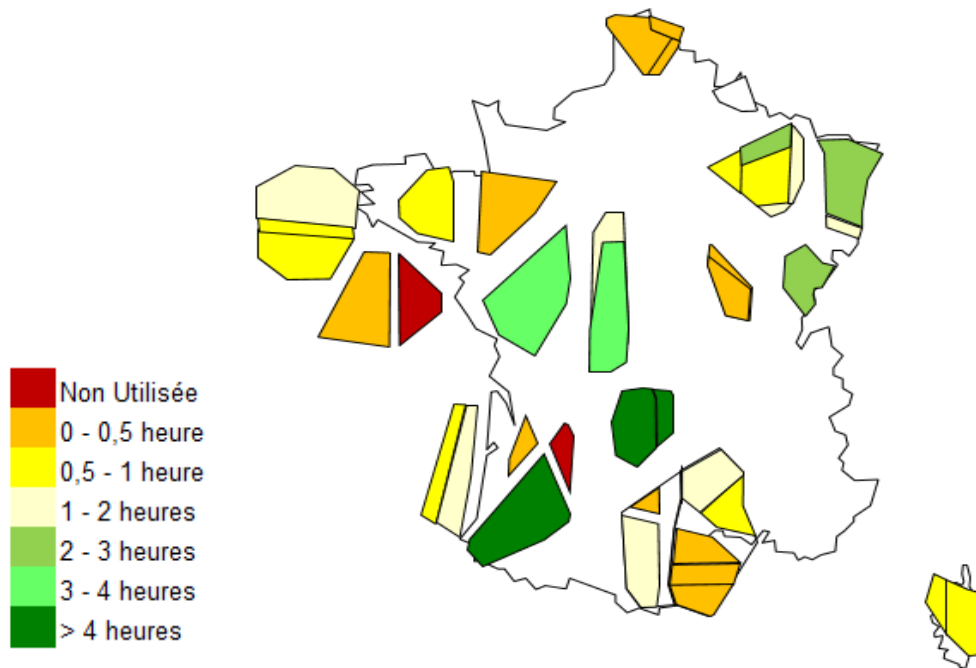 Non Utilisée
0 - 0,5 heure
0,5 - 1 heure
1 - 2 heures
2 - 3 heures
3 - 4 heures
> 4 heures